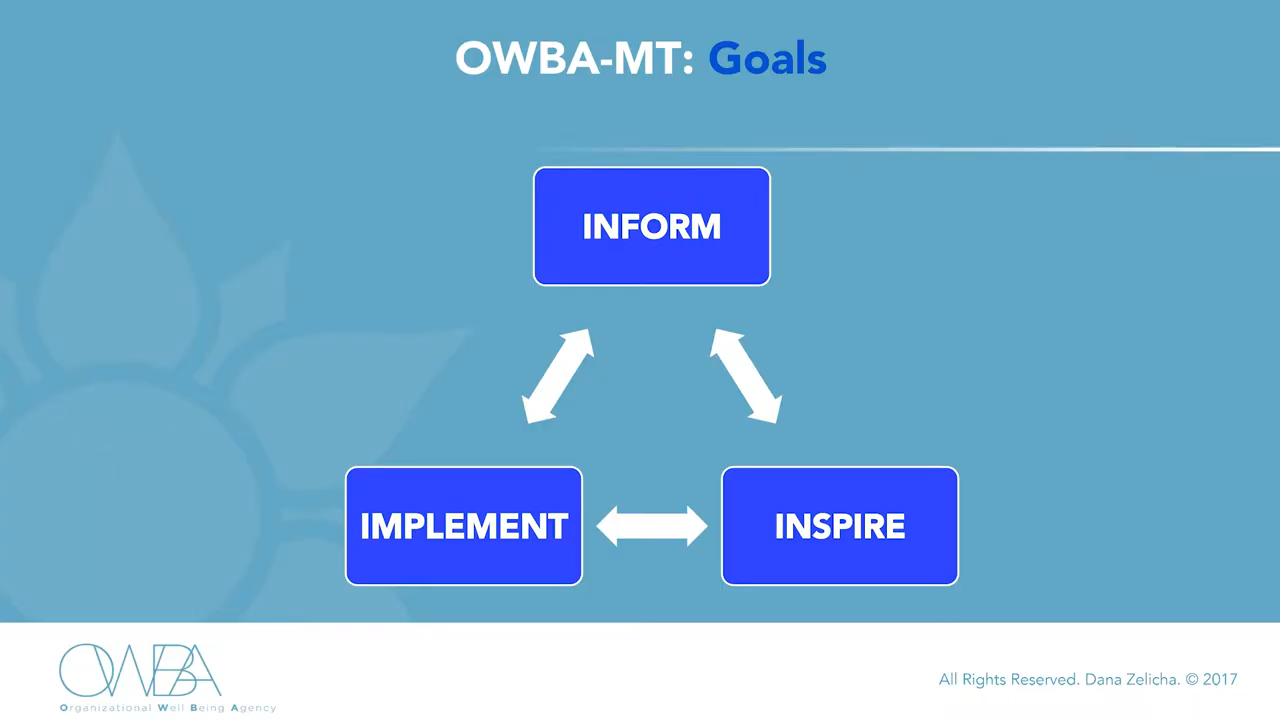 OWBA-MT: Goals
INFORM
IMPLEMENT
INSPIRE
OWBA
Organizational Well Being Agency
All Rights Reserved. Dana Zelicha. © 2017